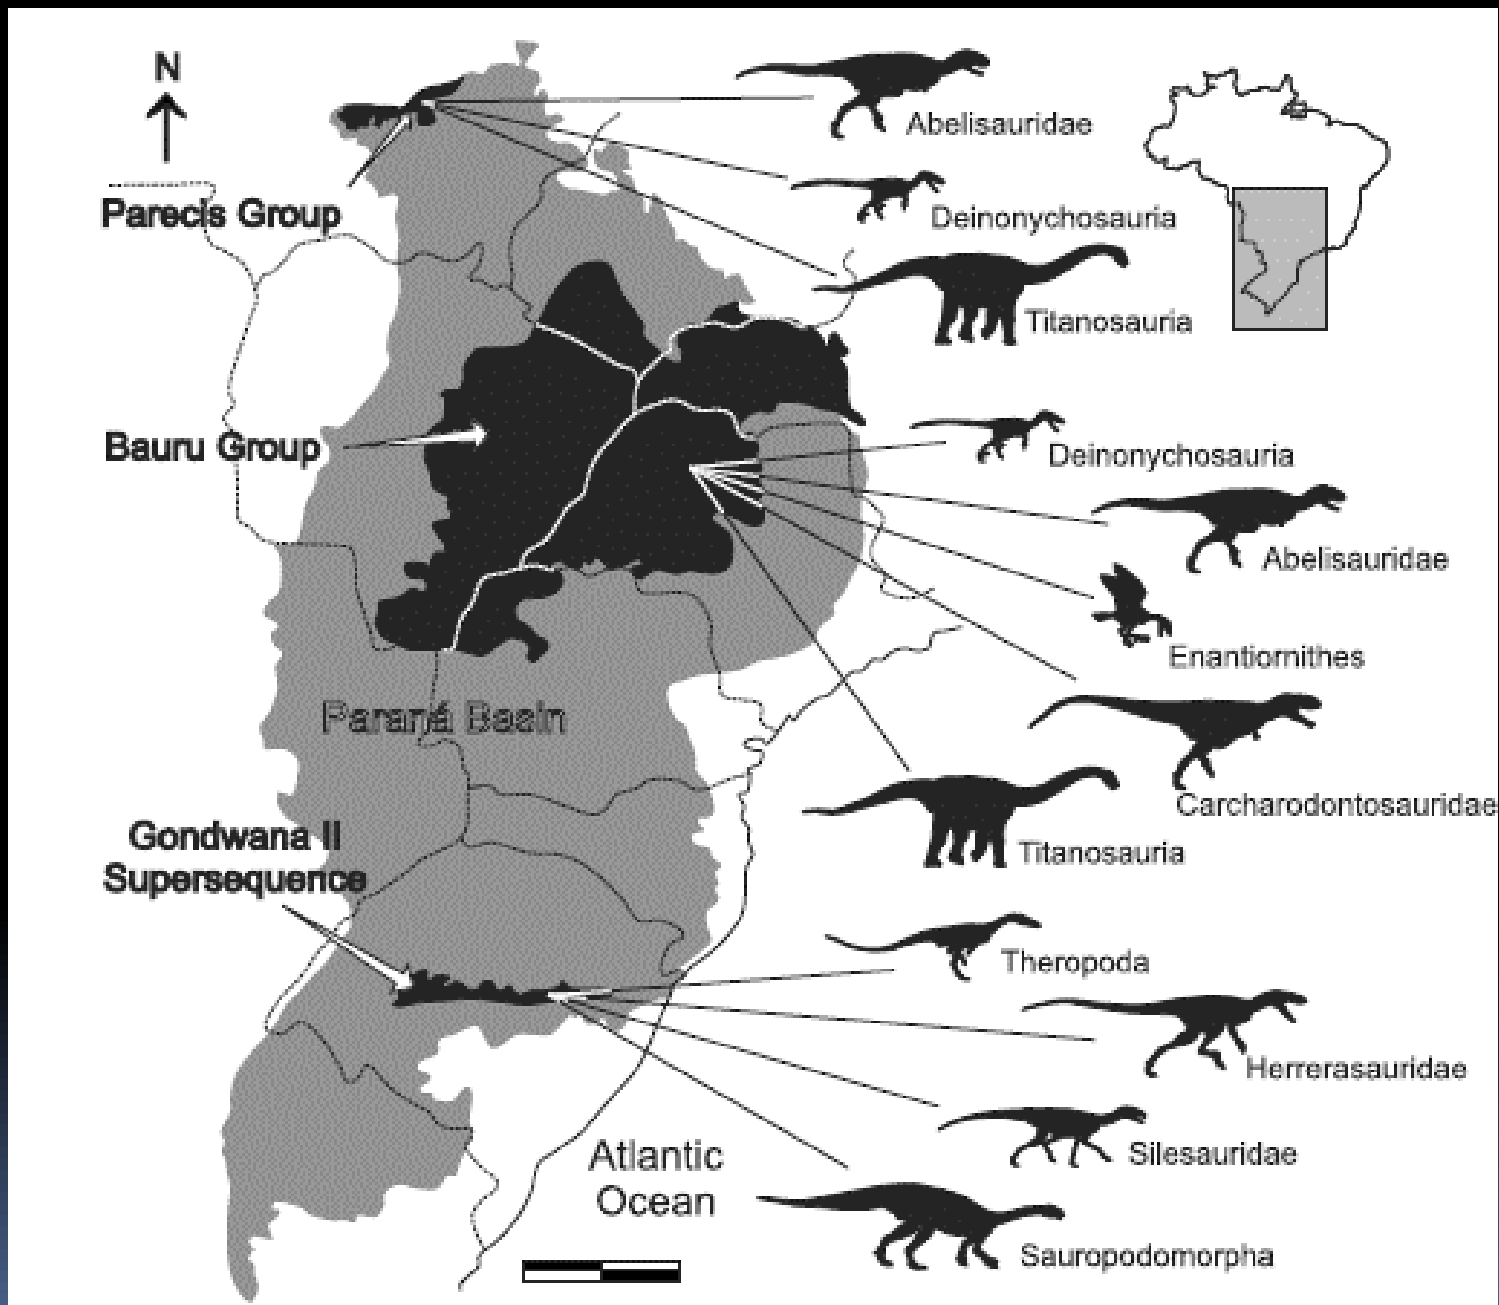 N
Abelisauridae
Parecis Group
Deinonychosauria
Titanosauria
Bauru Group
Deinonychosauria
Abelisauridae
Enantiornithes
Paraná Basin
Carcharodontosauridae
Titanosauria
Gondwana II
Supersequence
Theropoda
Herrerasauridae
Silesauridae
Atlantic
Ocean
Sauropodomorpha